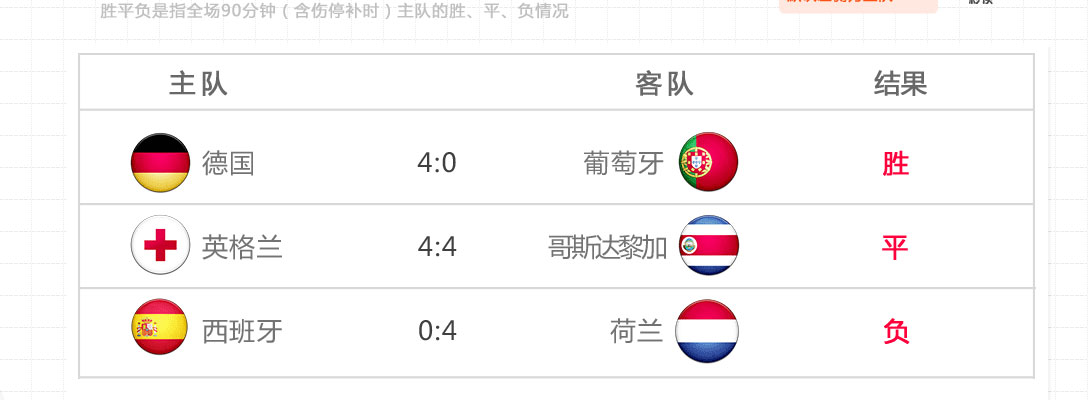 胜平负是指全场90分钟（含伤停补时）主队的胜、平、负情况
主队 客队 结果
德国 4:0 葡萄牙 胜
英格兰 4:4 哥斯达黎加 平
西班牙 0:4 荷兰 负